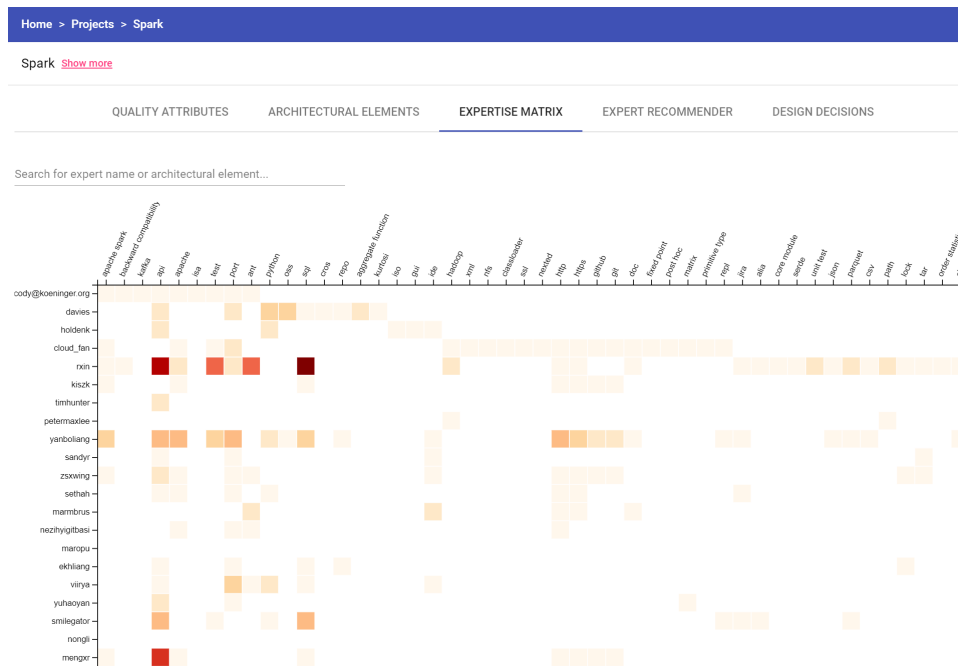 Home > Projects > Spark
Spark Show more
QUALITY ATTRIBUTES ARCHITECTURAL ELEMENTS EXPERTISE MATRIX EXPERT RECOMMENDER DESIGN DECISIONS
Search for expert name or architectural element...
apache spark
backward compatibility
kafka
api
apache
isa
test
port
ant
python
oss
sql
cros
repo
aggregate function
kurtosi
iso
gui
ide
hadoop
xml
nfs
classloader
ssl
nexted
http
https
github
git
doc
fixed point
post hoc
matrix
primitive type
repl
jira
alia
core module
serde
unit test
json
parquet
csv
path
lock
tar
order statisti
cody@koeninger.org
davies
holdenk
cloud_fan
rxin
kiszk
timhunter
petermaxlee
yanboliang
sandyr
zsxwing
sethah
marmbrus
nezihyigitbasi
maropu
ekhliang
viirya
yuhaoyan
smilegator
nongli
mengxr